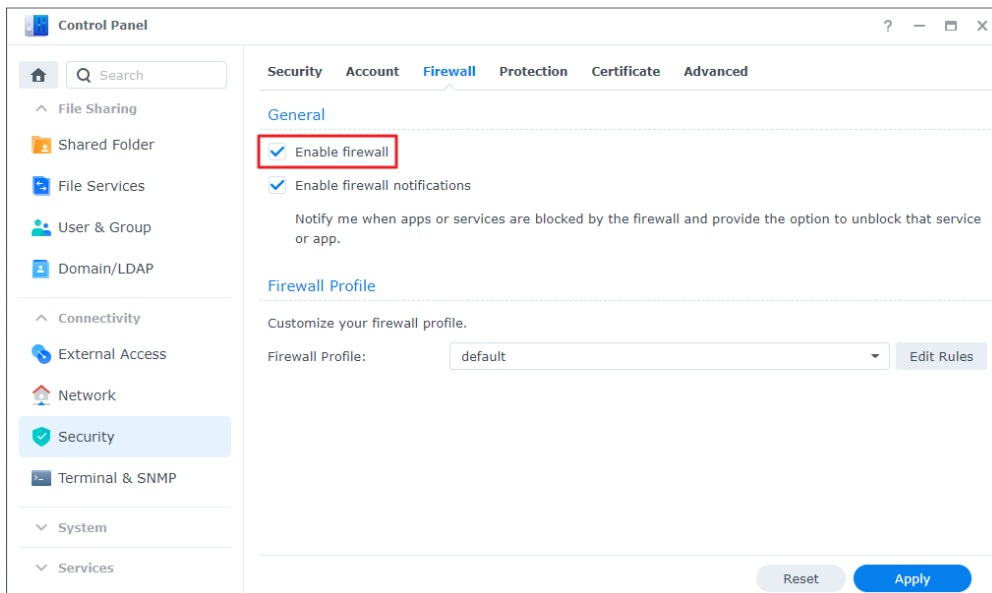 Control Panel
?
Search
File Sharing
Shared Folder
File Services
User & Group
Domain/LDAP
Connectivity
External Access
Network
Security
Terminal & SNMP
System
Services
Security Account Firewall Protection Certificate Advanced
General
Enable firewall
Enable firewall notifications
Notify me when apps or services are blocked by the firewall and provide the option to unblock that service
or app.
Firewall Profile
Customize your firewall profile.
Firewall Profile: default Edit Rules
Reset Apply